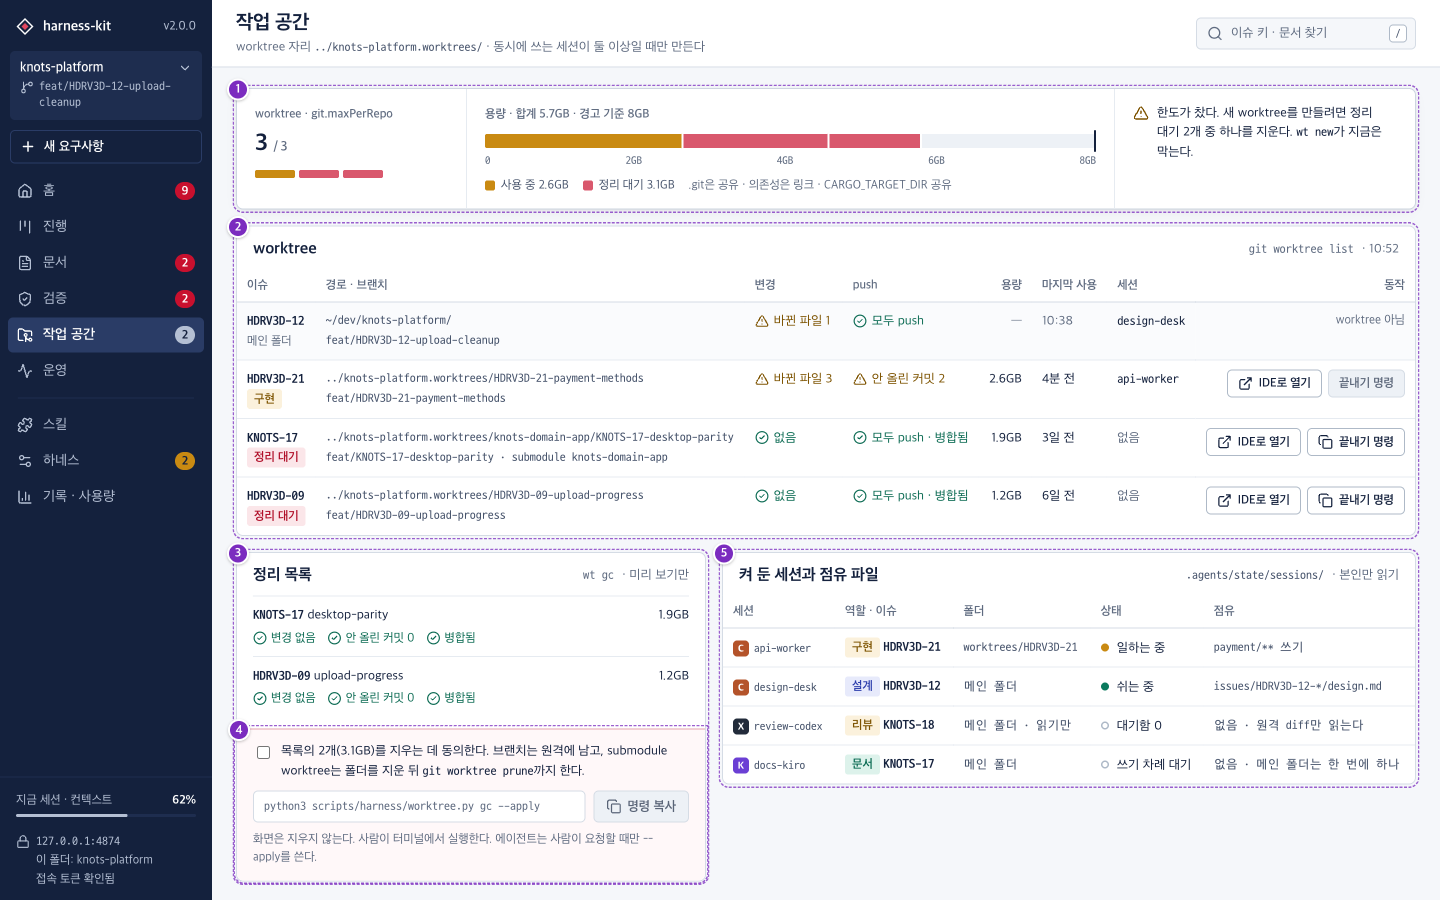 harness-kit v2.0.0
knots-platform
feat/HDRV3D-12-upload-
cleanup
새 요구사항
홈 9
진행
문서 2
검증 2
작업 공간 2
운영
스킬
하네스 2
기록 · 사용량
지금 세션 · 컨텍스트 62%
127.0.0.1:4874
이 폴더: knots-platform
접속 토큰 확인됨
작업 공간
worktree 자리 ../knots-platform.worktrees/ · 동시에 쓰는 세션이 둘 이상일 때만 만든다
이슈 키 · 문서 찾기 /
1
worktree · git.maxPerRepo
3 / 3
용량 · 합계 5.7GB · 경고 기준 8GB
0 2GB 4GB 6GB 8GB
사용 중 2.6GB 정리 대기 3.1GB .git은 공유 · 의존성은 링크 · CARGO_TARGET_DIR 공유
한도가 찼다. 새 worktree를 만들려면 정리
대기 2개 중 하나를 지운다. wt new가 지금은
막는다.
2
worktree git worktree list · 10:52
이슈 경로 · 브랜치 변경 push 용량 마지막 사용 세션 동작
HDRV3D-12 ~/dev/knots-platform/ 바뀐 파일 1 모두 push — 10:38 design-desk worktree 아님
메인 폴더 feat/HDRV3D-12-upload-cleanup
HDRV3D-21 ../knots-platform.worktrees/HDRV3D-21-payment-methods 바뀐 파일 3 안 올린 커밋 2 2.6GB 4분 전 api-worker IDE로 열기 끝내기 명령
구현 feat/HDRV3D-21-payment-methods
KNOTS-17 ../knots-platform.worktrees/knots-domain-app/KNOTS-17-desktop-parity 없음 모두 push · 병합됨 1.9GB 3일 전 없음 IDE로 열기 끝내기 명령
정리 대기 feat/KNOTS-17-desktop-parity · submodule knots-domain-app
HDRV3D-09 ../knots-platform.worktrees/HDRV3D-09-upload-progress 없음 모두 push · 병합됨 1.2GB 6일 전 없음 IDE로 열기 끝내기 명령
정리 대기 feat/HDRV3D-09-upload-progress
3
정리 목록 wt gc · 미리 보기만
KNOTS-17 desktop-parity 1.9GB
변경 없음 안 올린 커밋 0 병합됨
HDRV3D-09 upload-progress 1.2GB
변경 없음 안 올린 커밋 0 병합됨
4
목록의 2개(3.1GB)를 지우는 데 동의한다. 브랜치는 원격에 남고, submodule
worktree는 폴더를 지운 뒤 git worktree prune까지 한다.
python3 scripts/harness/worktree.py gc --apply 명령 복사
화면은 지우지 않는다. 사람이 터미널에서 실행한다. 에이전트는 사람이 요청할 때만 --
apply를 쓴다.
5
켜 둔 세션과 점유 파일 .agents/state/sessions/ · 본인만 읽기
세션 역할 · 이슈 폴더 상태 점유
C api-worker 구현 HDRV3D-21 worktrees/HDRV3D-21 일하는 중 payment/** 쓰기
C design-desk 설계 HDRV3D-12 메인 폴더 쉬는 중 issues/HDRV3D-12-*/design.md
X review-codex 리뷰 KNOTS-18 메인 폴더 · 읽기만 대기함 0 없음 · 원격 diff만 읽는다
K docs-kiro 문서 KNOTS-17 메인 폴더 쓰기 차례 대기 없음 · 메인 폴더는 한 번에 하나